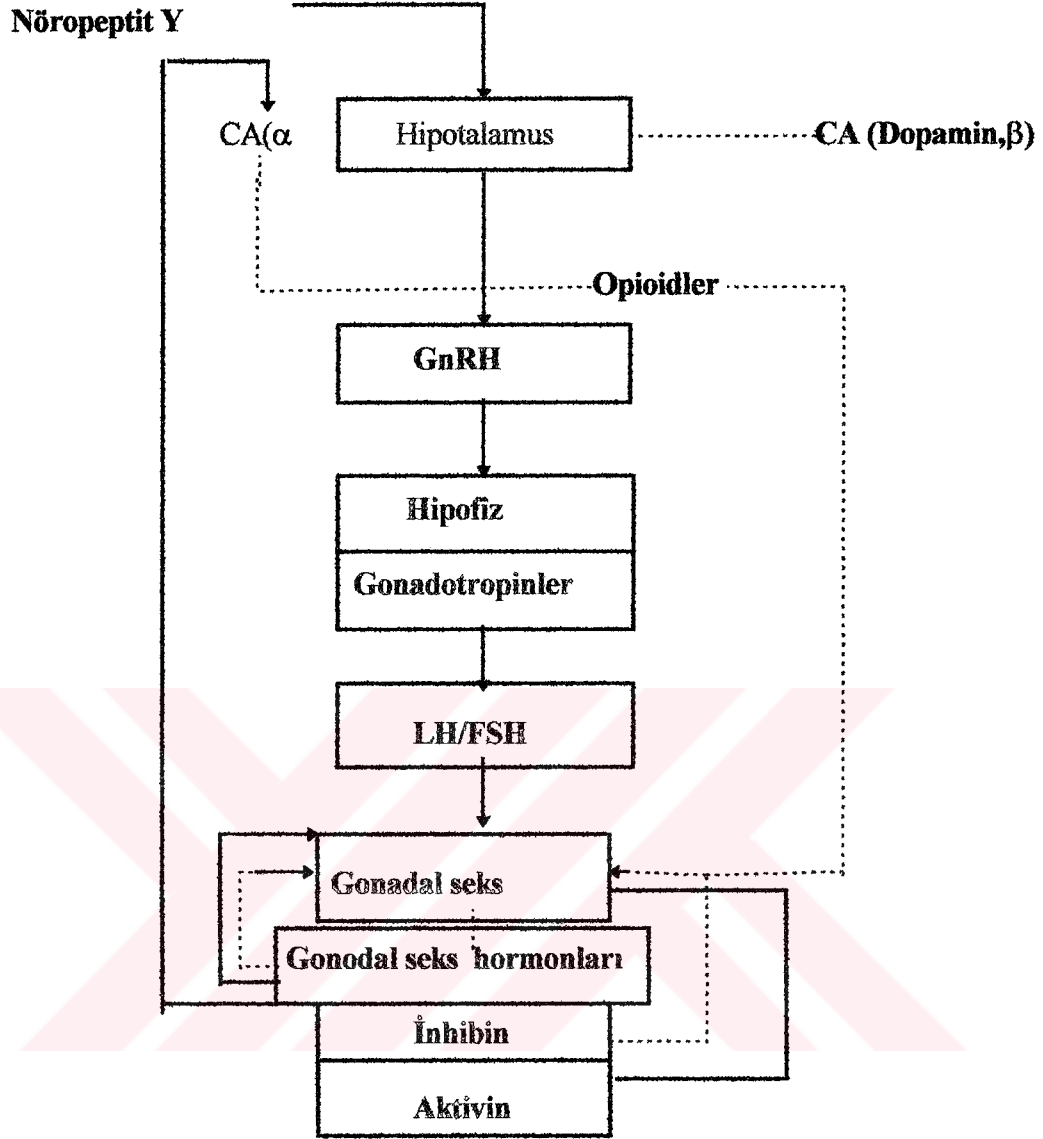 Nöropeptit Y
CA(α
Hipotalamus
CA (Dopamin,β)
Opioidler
GnRH
Hipofiz
Gonadotropinler
LH/FSH
Gonadal seks
Gonodal seks hormonları
İnhibin
Aktivin